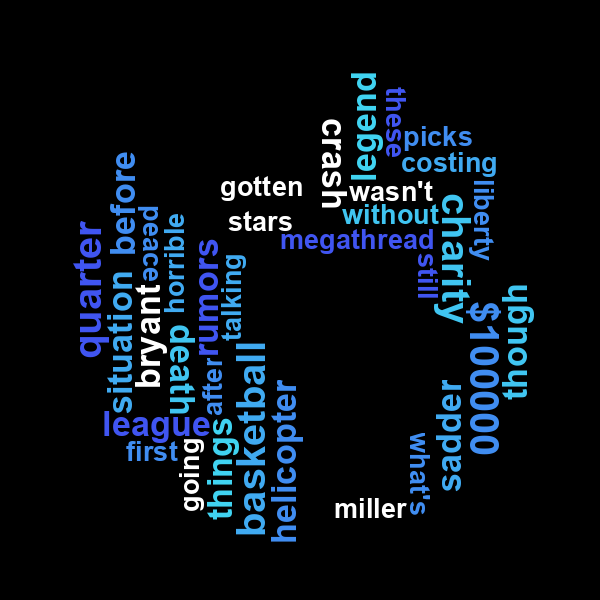 legend
these
crash
picks
costing
gotten
wasn't
stars
without
liberty
charity
megathread
still
before
peace
horrible
quarter
rumors
talking
situation
bryant
death
$100000
though
after
basketball
helicopter
league
first
things
going
sadder
what's
miller